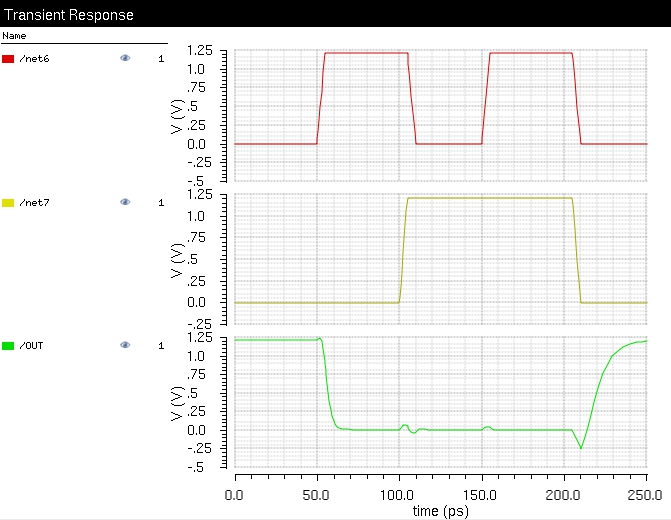 Transient Response
Name
/net6 1
V (V)
1.25
1.0
.75
.5
.25
0.0
-.25
-.5
/net7 1
V (V)
1.25
1.0
.75
.5
.25
0.0
-.25
/OUT 1
V (V)
1.25
1.0
.75
.5
.25
0.0
-.25
-.5
0.0 50.0 100.0 150.0 200.0 250.0
time (ps)